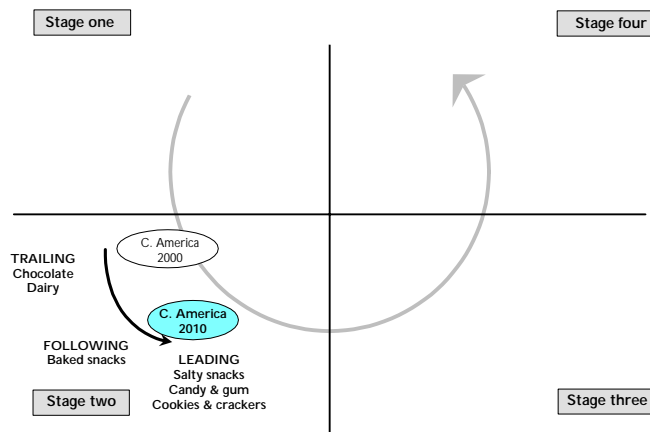 Stage one
Stage four
C. America
2000
TRAILING
Chocolate
Dairy
C. America
2010
FOLLOWING
Baked snacks
LEADING
Salty snacks
Candy & gum
Cookies & crackers
Stage two
Stage three